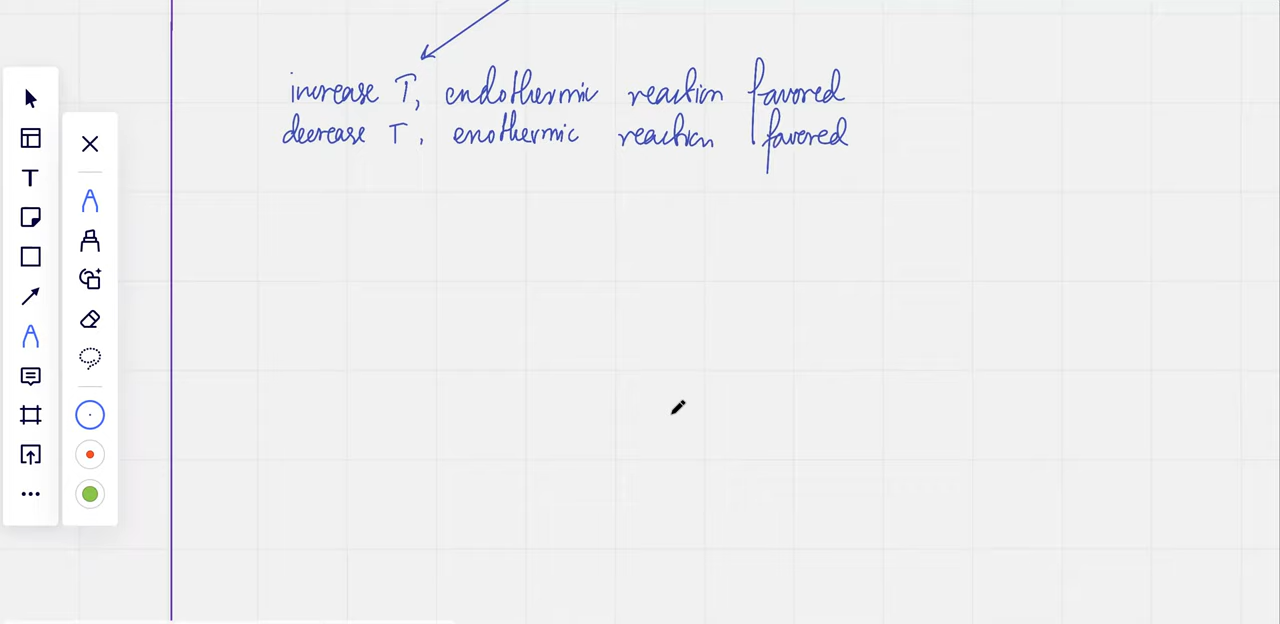 increase T, endothermic reaction favored
decrease T, exothermic reaction favored